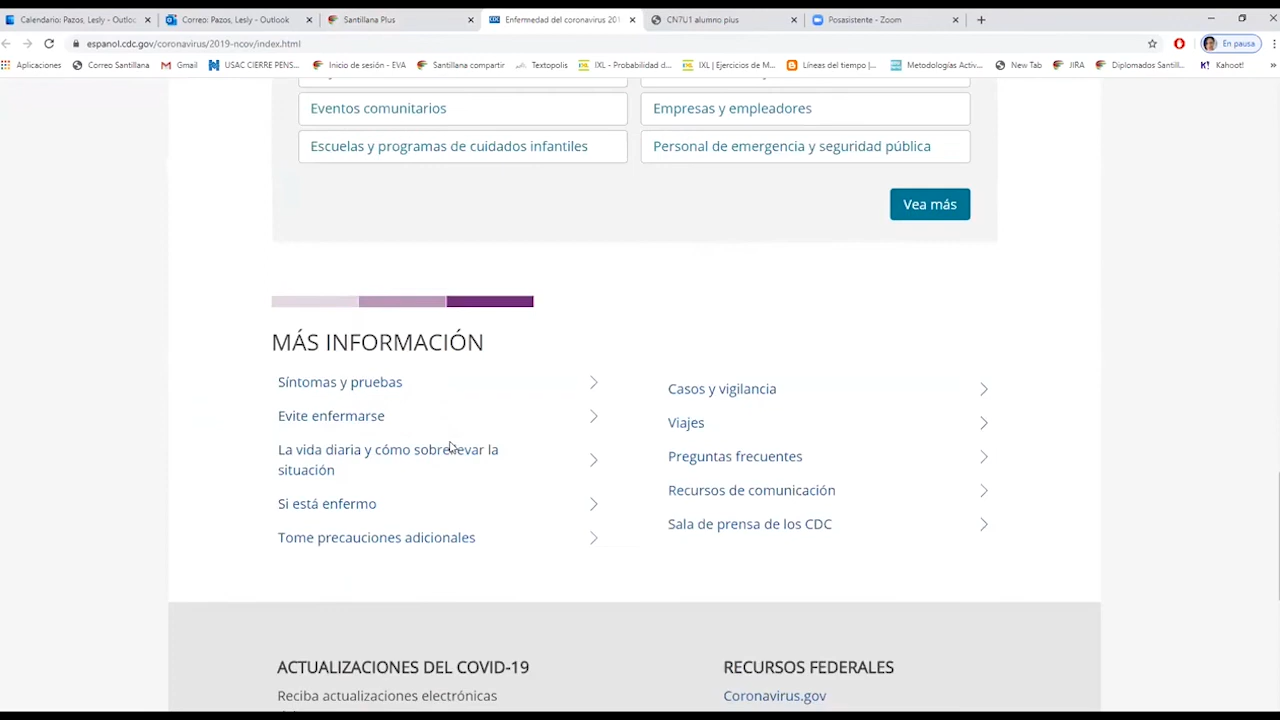 Calendario: Pazos, Lesly - Outloo
Correo: Pazos, Lesly - Outlook
Santillana Plus
CDC
Enfermedad del coronavirus 201
CN7U1 alumno plus
Posasistente - Zoom
espanol.cdc.gov/coronavirus/2019-ncov/index.html
En pausa
Aplicaciones
Correo Santillana
Gmail
USAC CIERRE PENS...
Inicio de sesión - EVA
Santillana compartir
Textopolis
IXL - Probabilidad d...
IXL | Ejercicios de M...
Líneas del tiempo |...
Metodologías Activ...
New Tab
JIRA
Diplomados Santill...
Kahoot!
Eventos comunitarios
Empresas y empleadores
Escuelas y programas de cuidados infantiles
Personal de emergencia y seguridad pública
Vea más
MÁS INFORMACIÓN
Síntomas y pruebas
Evite enfermarse
La vida diaria y cómo sobrellevar la
situación
Si está enfermo
Tome precauciones adicionales
Casos y vigilancia
Viajes
Preguntas frecuentes
Recursos de comunicación
Sala de prensa de los CDC
ACTUALIZACIONES DEL COVID-19
Reciba actualizaciones electrónicas
RECURSOS FEDERALES
Coronavirus.gov